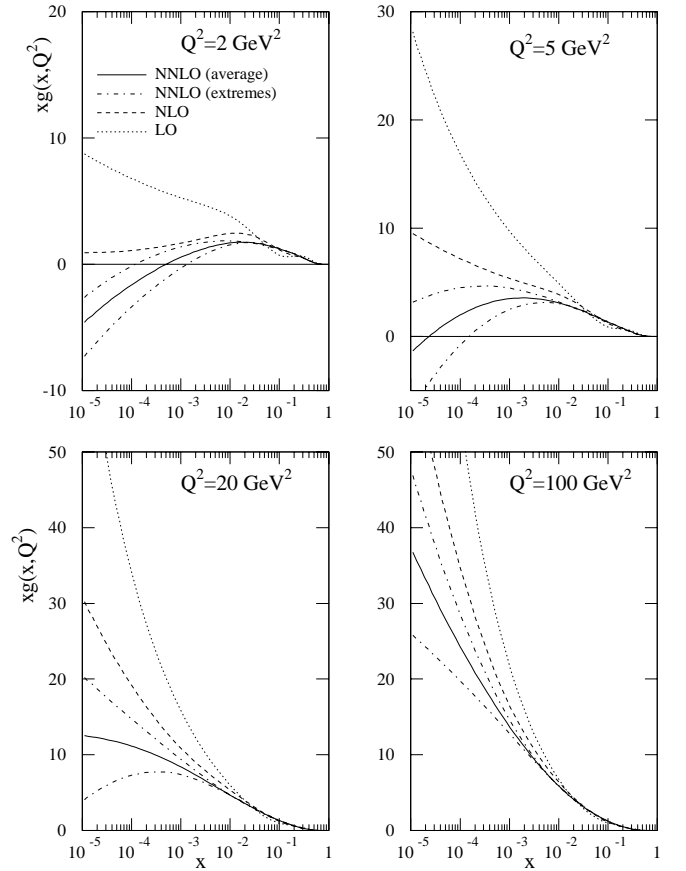 Q²=2 GeV²
xg(x,Q²)
20
10
0
-10
NNLO (average)
NNLO (extremes)
NLO
LO
10⁻⁵ 10⁻⁴ 10⁻³ 10⁻² 10⁻¹ 1
Q²=5 GeV²
30
20
10
0
10⁻⁵ 10⁻⁴ 10⁻³ 10⁻² 10⁻¹ 1
Q²=20 GeV²
xg(x,Q²)
50
40
30
20
10
0
10⁻⁵ 10⁻⁴ 10⁻³ 10⁻² 10⁻¹ 1
x
Q²=100 GeV²
50
40
30
20
10
0
10⁻⁵ 10⁻⁴ 10⁻³ 10⁻² 10⁻¹ 1
x